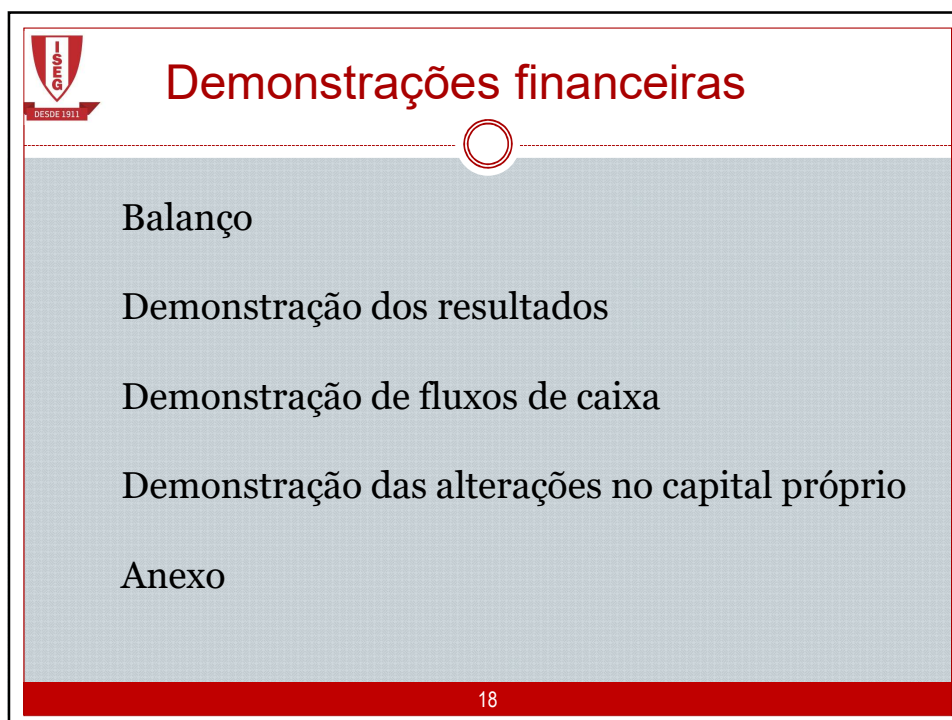 ISEG
DESDE 1911
Demonstrações financeiras
Balanço
Demonstração dos resultados
Demonstração de fluxos de caixa
Demonstração das alterações no capital próprio
Anexo
18